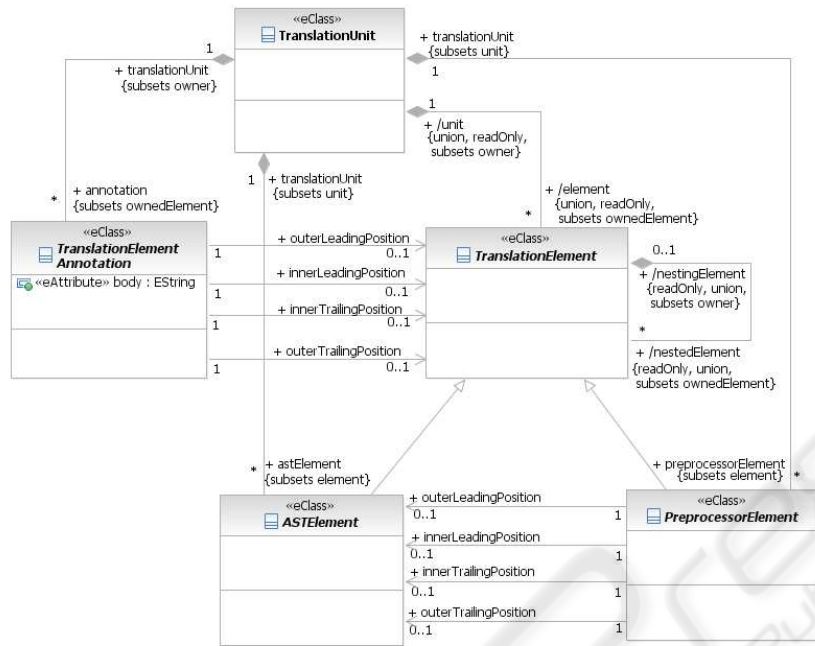 «eClass»
TranslationUnit
1
+ translationUnit
{subsets owner}
+ translationUnit
{subsets unit}
1
1
+ /unit
{union, readOnly,
subsets owner}
1
+ translationUnit
{subsets unit}
+ annotation
{subsets ownedElement}
*
+ /element
{union, readOnly,
subsets ownedElement}
*
«eClass»
TranslationElement
Annotation
«eAttribute» body : EString
+ outerLeadingPosition
1
0..1
+ innerLeadingPosition
1
0..1
+ innerTrailingPosition
1
0..1
+ outerTrailingPosition
1
0..1
«eClass»
TranslationElement
0..1
+ /nestingElement
{readOnly, union,
subsets owner}
*
+ /nestedElement
{readOnly, union,
subsets ownedElement}
+ astElement
* {subsets element}
+ preprocessorElement
{subsets element} *
«eClass»
ASTElement
+ outerLeadingPosition
0..1
1
+ innerLeadingPosition
0..1
1
+ innerTrailingPosition
0..1
1
+ outerTrailingPosition
0..1
1
«eClass»
PreprocessorElement